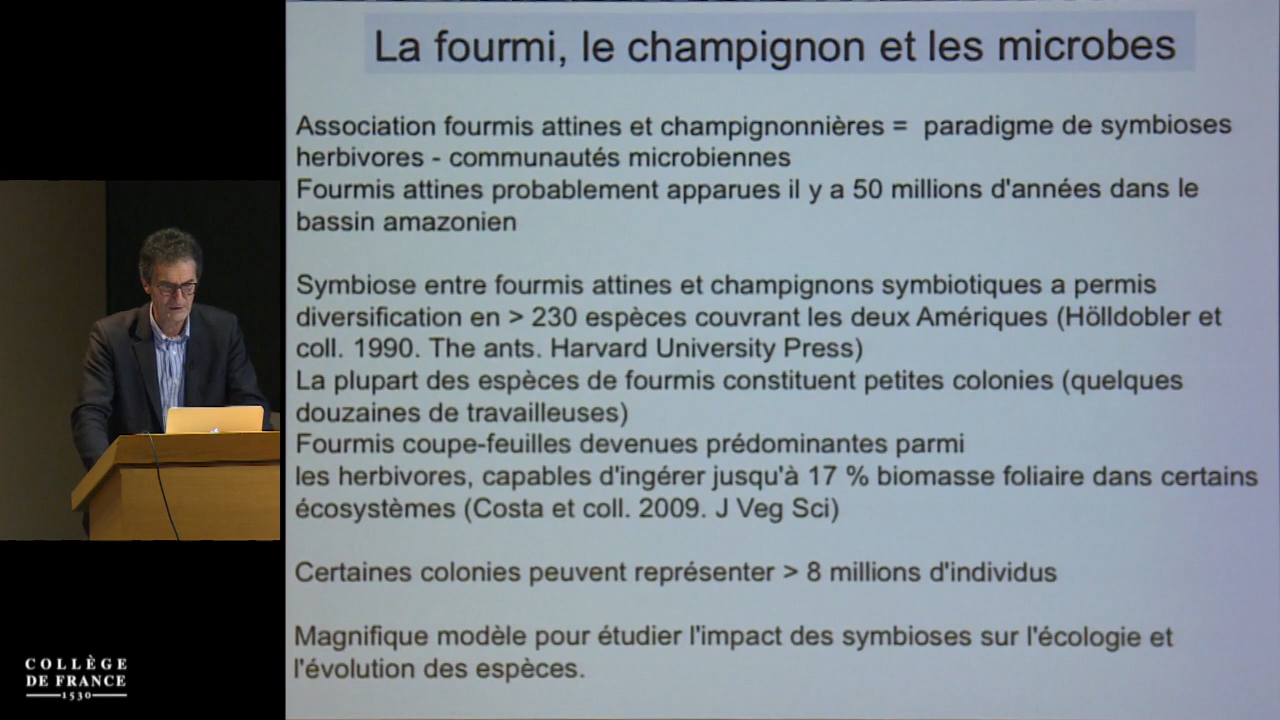 La fourmi, le champignon et les microbes
Association fourmis attines et champignonnières = paradigme de symbioses
herbivores - communautés microbiennes
Fourmis attines probablement apparues il y a 50 millions d'années dans le
bassin amazonien
Symbiose entre fourmis attines et champignons symbiotiques a permis
diversification en > 230 espèces couvrant les deux Amériques (Hölldobler et
coll. 1990. The ants. Harvard University Press)
La plupart des espèces de fourmis constituent petites colonies (quelques
douzaines de travailleuses)
Fourmis coupe-feuilles devenues prédominantes parmi
les herbivores, capables d'ingérer jusqu'à 17 % biomasse foliaire dans certains
écosystèmes (Costa et coll. 2009. J Veg Sci)
Certaines colonies peuvent représenter > 8 millions d'individus
Magnifique modèle pour étudier l'impact des symbioses sur l'écologie et
l'évolution des espèces.
COLLÈGE
DE FRANCE
1530